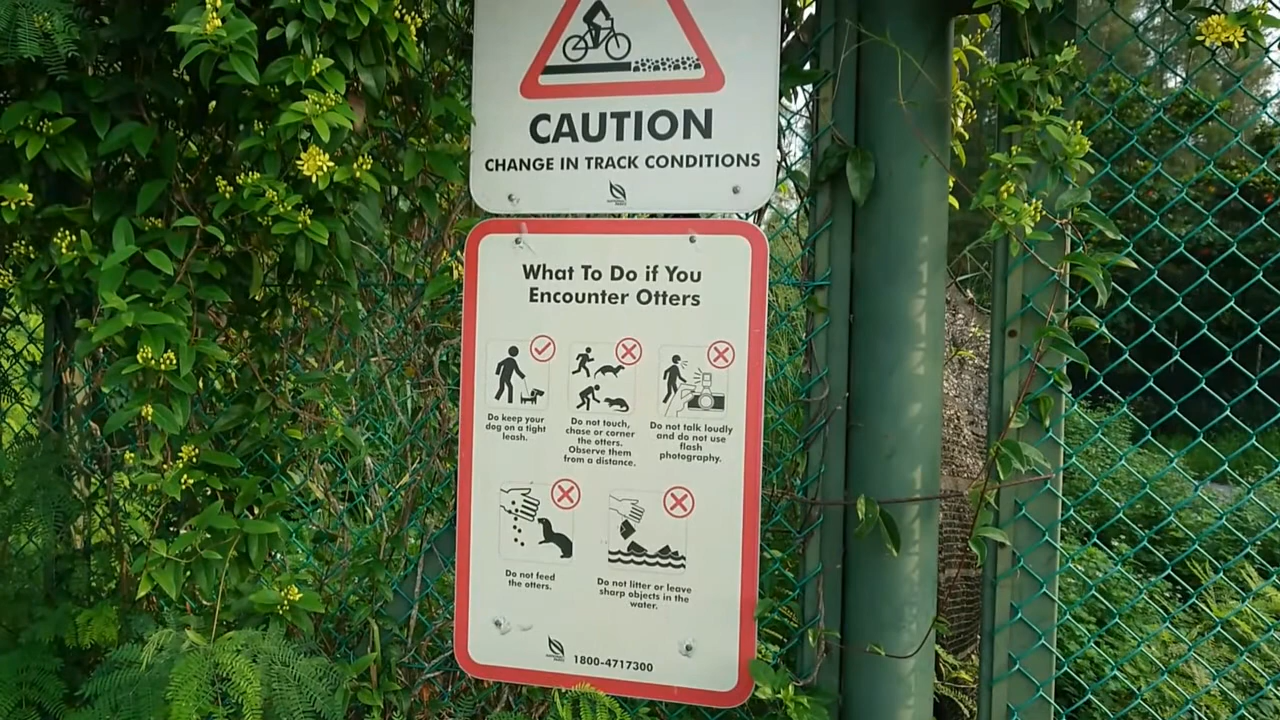 CAUTION
CHANGE IN TRACK CONDITIONS
What To Do if You
Encounter Otters
Do keep your
dog on a tight
leash.
Do not touch,
chase or corner
the otters.
Observe them
from a distance.
Do not talk loudly
and do not use
flash
photography.
Do not feed
the otters.
Do not litter or leave
sharp objects in the
water.
1800-4717300